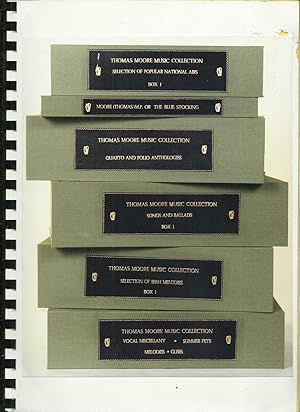 THOMAS MOORE MUSIC COLLECTION
SELECTION OF POPULAR NATIONAL AIRS
BOX 1
MOORE (THOMAS) M.P. OR THE BLUE STOCKING
THOMAS MOORE MUSIC COLLECTION
QUARTO AND FOLIO ANTHOLOGIES
THOMAS MOORE MUSIC COLLECTION
SONGS AND BALLADS
BOX 1
THOMAS MOORE MUSIC COLLECTION
SELECTION OF IRISH MELODIES
BOX 1
THOMAS MOORE MUSIC COLLECTION
VOCAL MISCELLANY • SUMMER FETE
MELODIES • GLEES